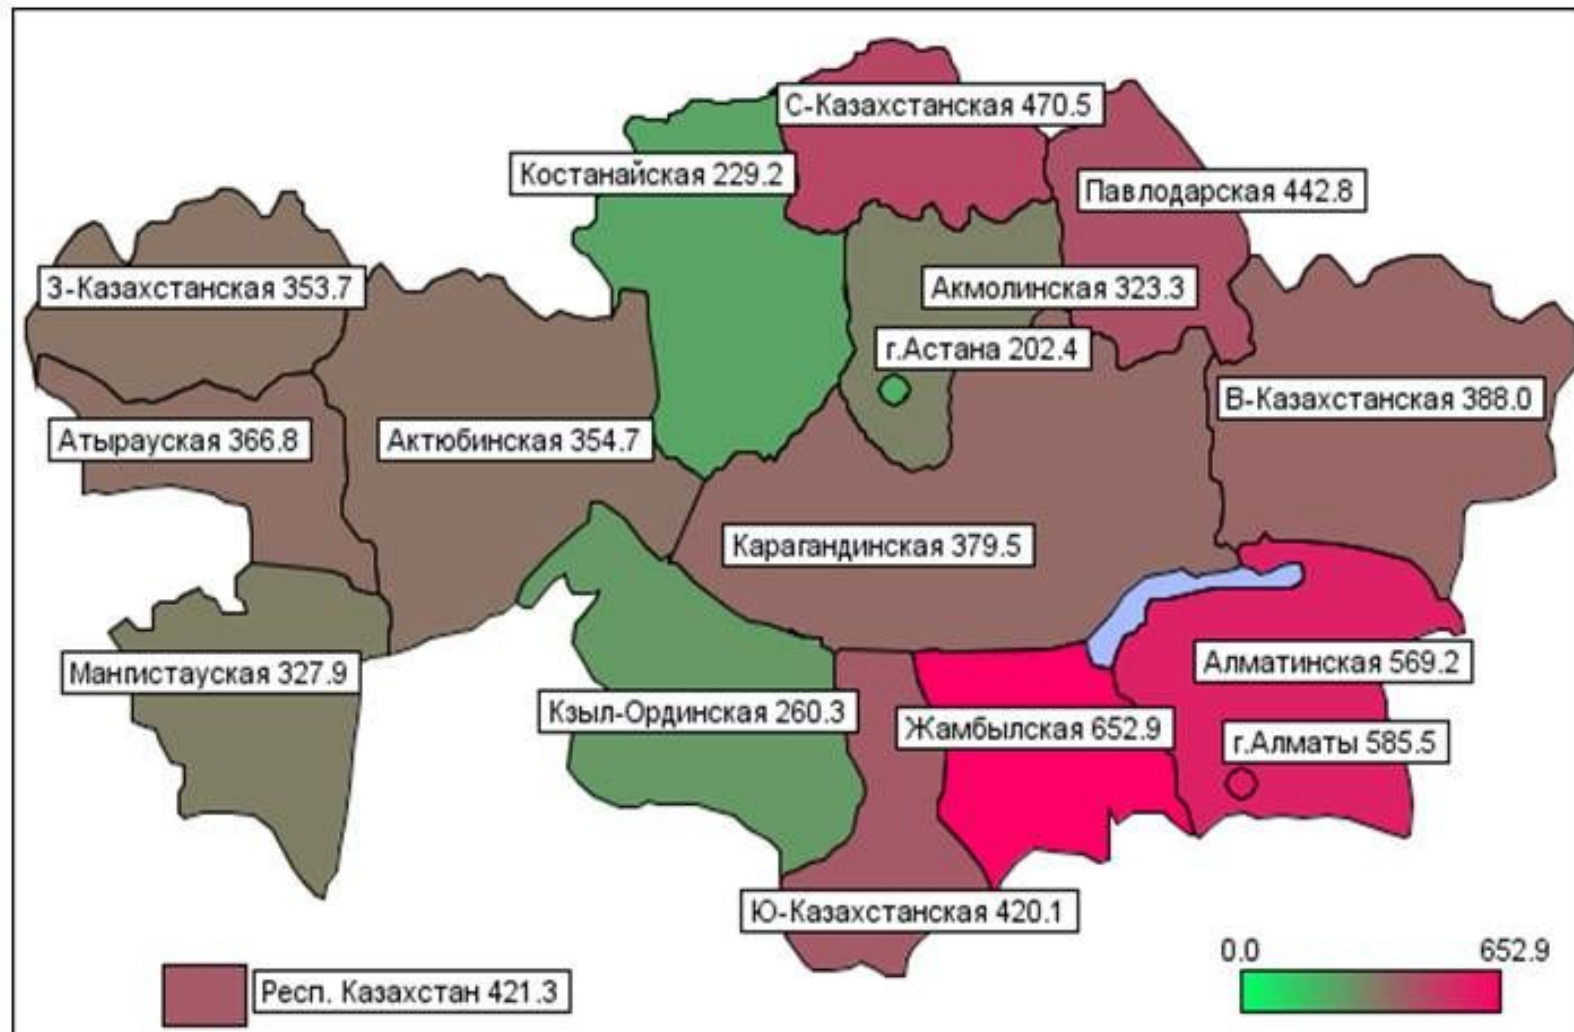 С-Казахстанская 470.5
Костанайская 229.2
Павлодарская 442.8
З-Казахстанская 353.7
Акмолинская 323.3
г.Астана 202.4
В-Казахстанская 388.0
Атырауская 366.8
Актюбинская 354.7
Карагандинская 379.5
Мангистауская 327.9
Алматинская 569.2
Кзыл-Ординская 260.3
Жамбылская 652.9
г.Алматы 585.5
Ю-Казахстанская 420.1
0.0 652.9
Респ. Казахстан 421.3